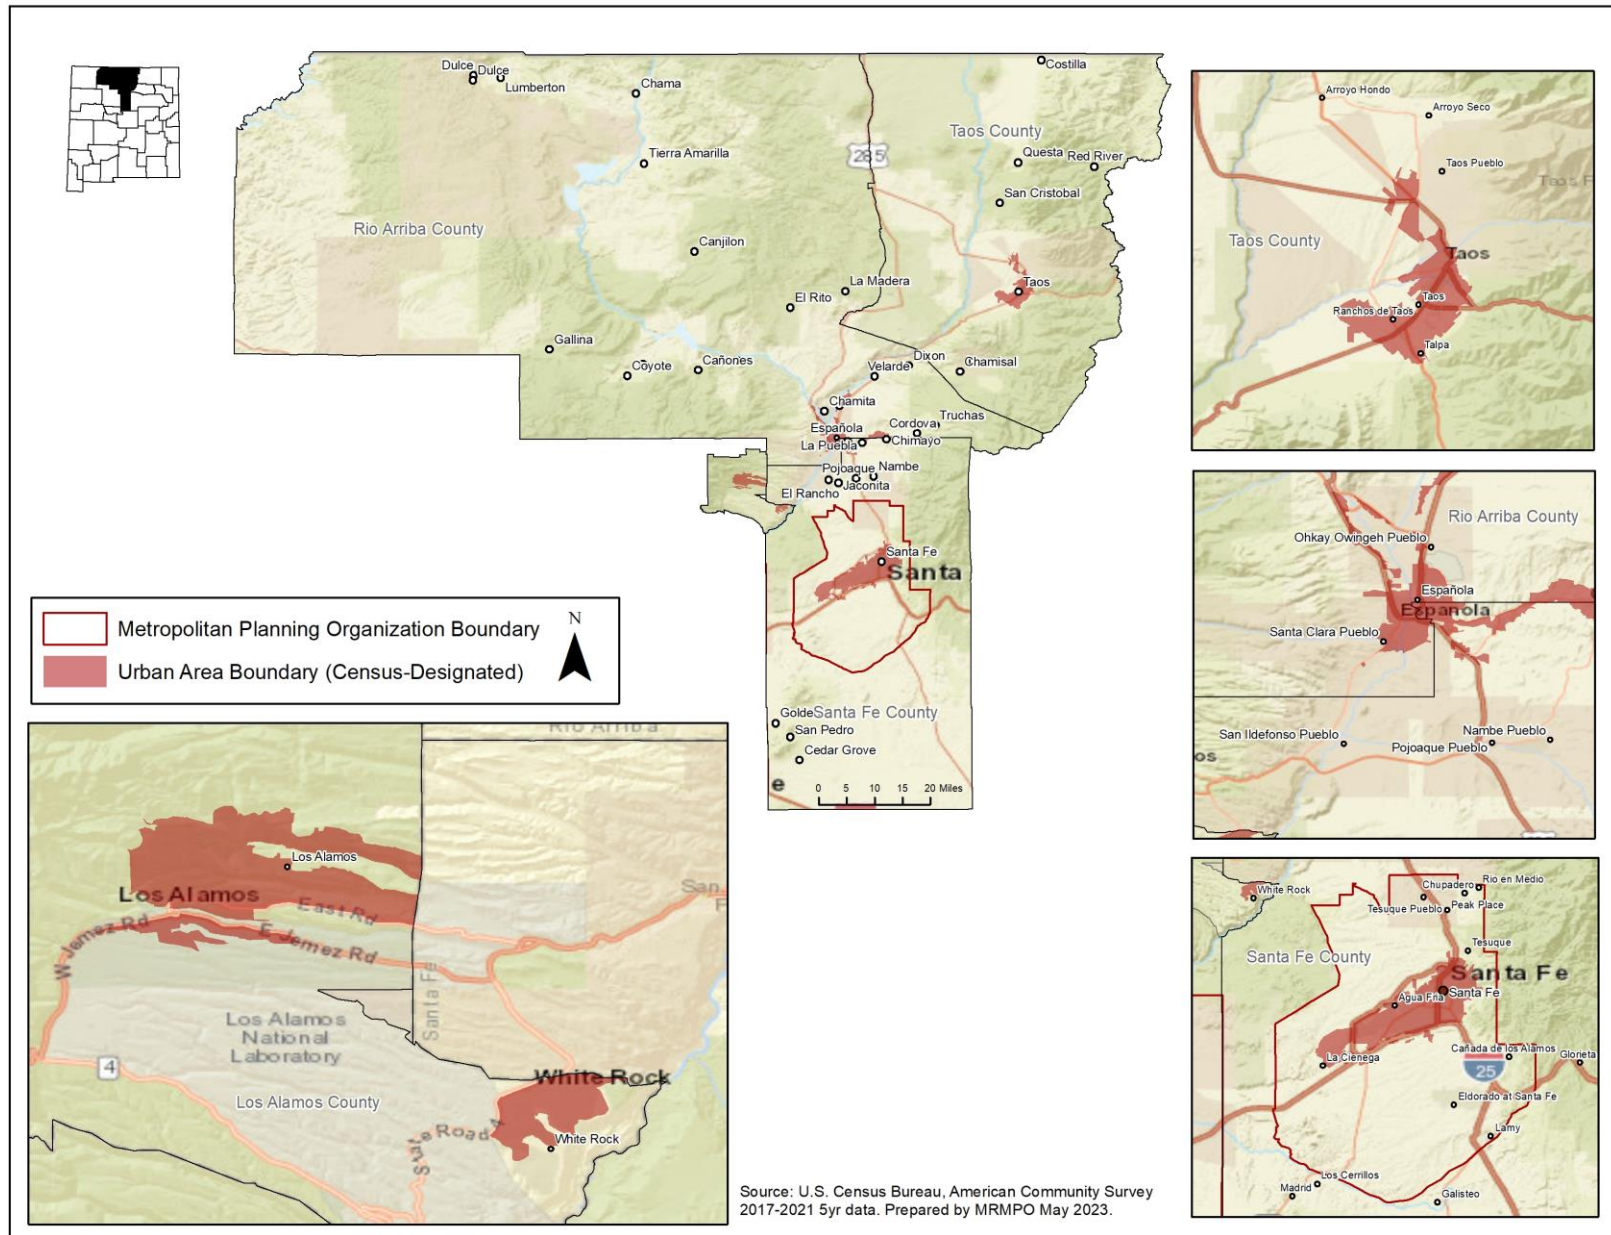 Dulce
Dulce
Lumberton
Chama
Costilla
Tierra Amarilla
Taos County
285
Questa
Red River
San Cristobal
Rio Arriba County
Canjilon
La Madera
Taos
El Rito
Gallina
Coyote
Cañones
Velarde
Dixon
Chamisal
Chamita
Truchas
Cordova
Española
La Puebla
Chimayo
Pojoaque
Nambe
El Rancho
Jaconita
Santa Fe
Santa
Golde
Santa Fe County
San Pedro
Cedar Grove
e
0 5 10 15 20 Miles
Metropolitan Planning Organization Boundary
Urban Area Boundary (Census-Designated)
N
Rio Arriba
Los Alamos
Los Alamos
East Rd
E Jemez Rd
W Jemez Rd
San
Santa Fe
Los Alamos
National
Laboratory
4
White Rock
Los Alamos County
State Road 4
White Rock
Arroyo Hondo
Arroyo Seco
Taos Pueblo
Taos F
Taos County
Taos
Taos
Ranchos de Taos
Talpa
Rio Arriba County
Ohkay Owingeh Pueblo
Española
Espanola
Santa Clara Pueblo
San Ildefonso Pueblo
Nambe Pueblo
Pojoaque Pueblo
os
White Rock
Chupadero
Rio en Medio
Tesuque Pueblo
Peak Place
Tesuque
Santa Fe County
Santa Fe
Santa Fe
Agua Fria
La Cienega
Cañada de los Alamos
Glorieta
25
Eldorado at Santa Fe
Lamy
Los Cerrillos
Madrid
Galisteo
Source: U.S. Census Bureau, American Community Survey
2017-2021 5yr data. Prepared by MRMPO May 2023.